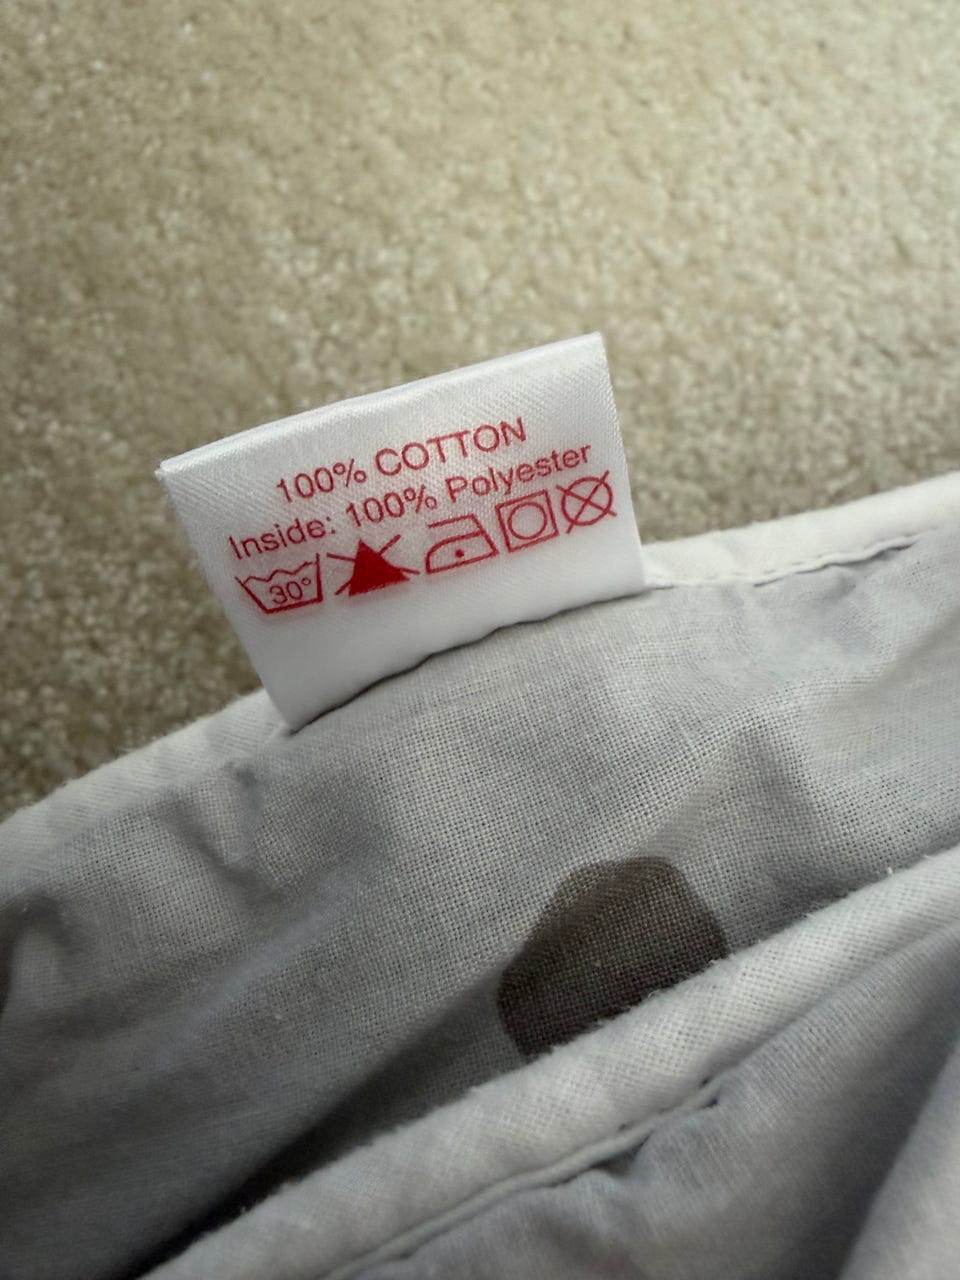 100% COTTON
Inside: 100% Polyester
30°